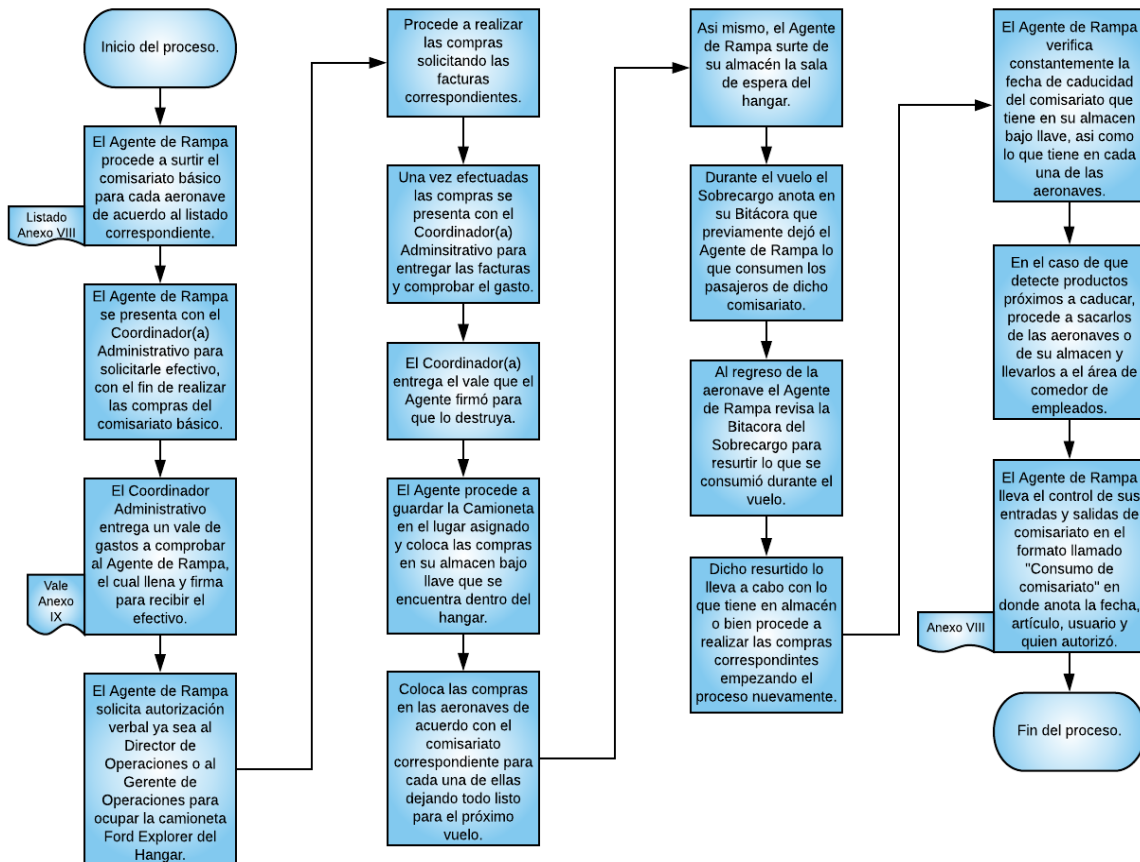 Inicio del proceso.
El Agente de Rampa
procede a surtir el
comisariato básico
para cada aeronave
de acuerdo al listado
correspondiente.
Listado
Anexo VIII
El Agente de Rampa
se presenta con el
Coordinador(a)
Administrativo para
solicitarle efectivo,
con el fin de realizar
las compras del
comisariato básico.
El Coordinador
Administrativo
entrega un vale de
gastos a comprobar
al Agente de Rampa,
el cual llena y firma
para recibir el
efectivo.
Vale
Anexo
IX
El Agente de Rampa
solicita autorización
verbal ya sea al
Director de
Operaciones o al
Gerente de
Operaciones para
ocupar la camioneta
Ford Explorer del
Hangar.
Procede a realizar
las compras
solicitando las
facturas
correspondientes.
Una vez efectuadas
las compras se
presenta con el
Coordinador(a)
Adminsitrativo para
entregar las facturas
y comprobar el gasto.
El Coordinador(a)
entrega el vale que el
Agente firmó para
que lo destruya.
El Agente procede a
guardar la Camioneta
en el lugar asignado
y coloca las compras
en su almacen bajo
llave que se
encuentra dentro del
hangar.
Coloca las compras
en las aeronaves de
acuerdo con el
comisariato
correspondiente para
cada una de ellas
dejando todo listo
para el próximo
vuelo.
Asi mismo, el Agente
de Rampa surte de
su almacén la sala
de espera del
hangar.
Durante el vuelo el
Sobrecargo anota en
su Bitácora que
previamente dejó el
Agente de Rampa lo
que consumen los
pasajeros de dicho
comisariato.
Al regreso de la
aeronave el Agente
de Rampa revisa la
Bitacora del
Sobrecargo para
resurtir lo que se
consumió durante el
vuelo.
Dicho resurtido lo
lleva a cabo con lo
que tiene en almacén
o bien procede a
realizar las compras
correspondintes
empezando el
proceso nuevamente.
El Agente de Rampa
verifica
constantemente la
fecha de caducidad
del comisariato que
tiene en su almacen
bajo llave, asi como
lo que tiene en cada
una de las
aeronaves.
En el caso de que
detecte productos
próximos a caducar,
procede a sacarlos
de las aeronaves o
de su almacen y
llevarlos a el área de
comedor de
empleados.
El Agente de Rampa
lleva el control de sus
entradas y salidas de
comisariato en el
formato llamado
"Consumo de
comisariato" en
donde anota la fecha,
artículo, usuario y
quien autorizó.
Anexo VIII
Fin del proceso.